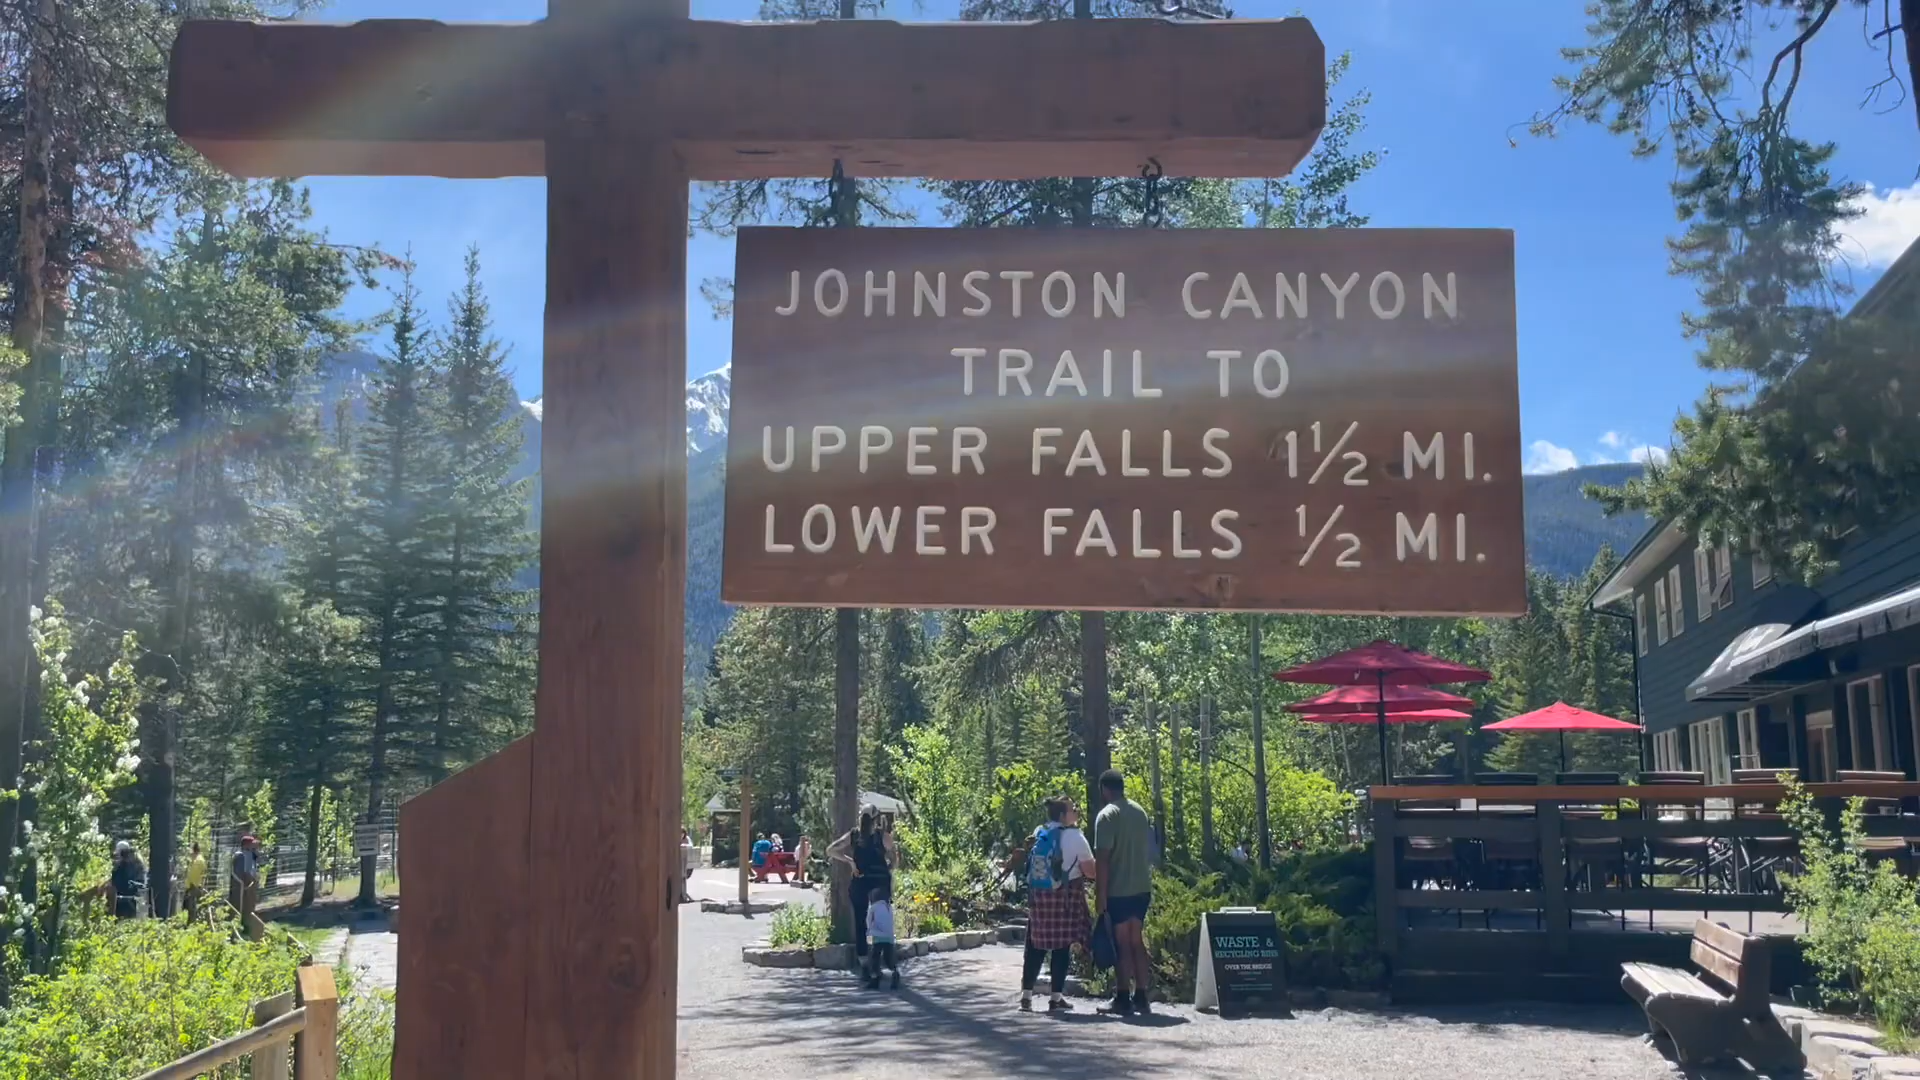 JOHNSTON CANYON
TRAIL TO
UPPER FALLS 1½ MI.
LOWER FALLS ½ MI.
WASTE &
RECYCLING BINS
OVER THE BRIDGE